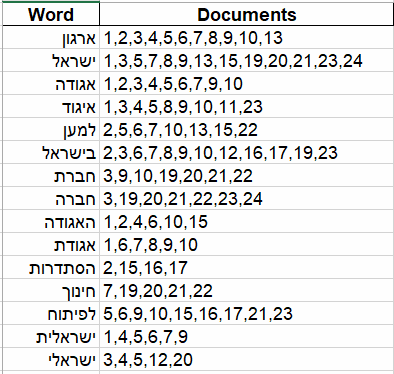 Word Documents
ארגון 1,2,3,4,5,6,7,8,9,10,13
ישראל 1,3,5,7,8,9,13,15,19,20,21,23,24
אגודה 1,2,3,4,5,6,7,9,10
איגוד 1,3,4,5,8,9,10,11,23
למען 2,5,6,7,10,13,15,22
בישראל 2,3,6,7,8,9,10,12,16,17,19,23
חברת 3,9,10,19,20,21,22
חברה 3,19,20,21,22,23,24
האגודה 1,2,4,6,10,15
אגודת 1,6,7,8,9,10
הסתדרות 2,15,16,17
חינוך 7,19,20,21,22
לפיתוח 5,6,9,10,15,16,17,21,23
ישראלית 1,4,5,6,7,9
ישראלי 3,4,5,12,20